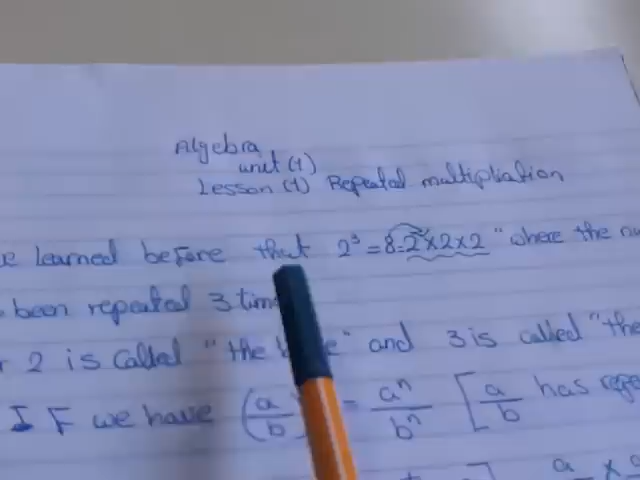 Algebra
unit (1)
Lesson (1) Repeated multiplication
learned before that 2³ = 8 = 2 × 2 × 2 "where the
been repeated 3 tim
2 is called "the b e" and 3 is called "the
IF we have (a/b) = aⁿ/bⁿ [a/b has repe
a × a